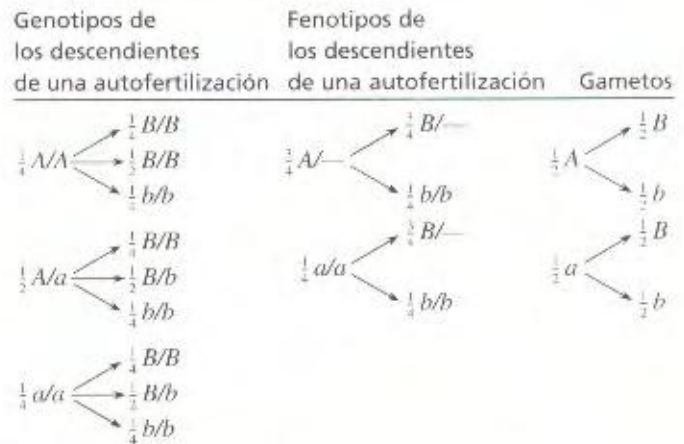 Genotipos de
los descendientes
de una autofertilización
¼ A/A
¼ B/B
½ B/B
¼ b/b
½ A/a
¼ B/B
½ B/b
¼ b/b
¼ a/a
¼ B/B
½ B/b
¼ b/b
Fenotipos de
los descendientes
de una autofertilización
¾ A/—
¾ B/—
¼ b/b
¼ a/a
¾ B/—
¼ b/b
Gametos
½ A
½ B
½ b
½ a
½ B
½ b